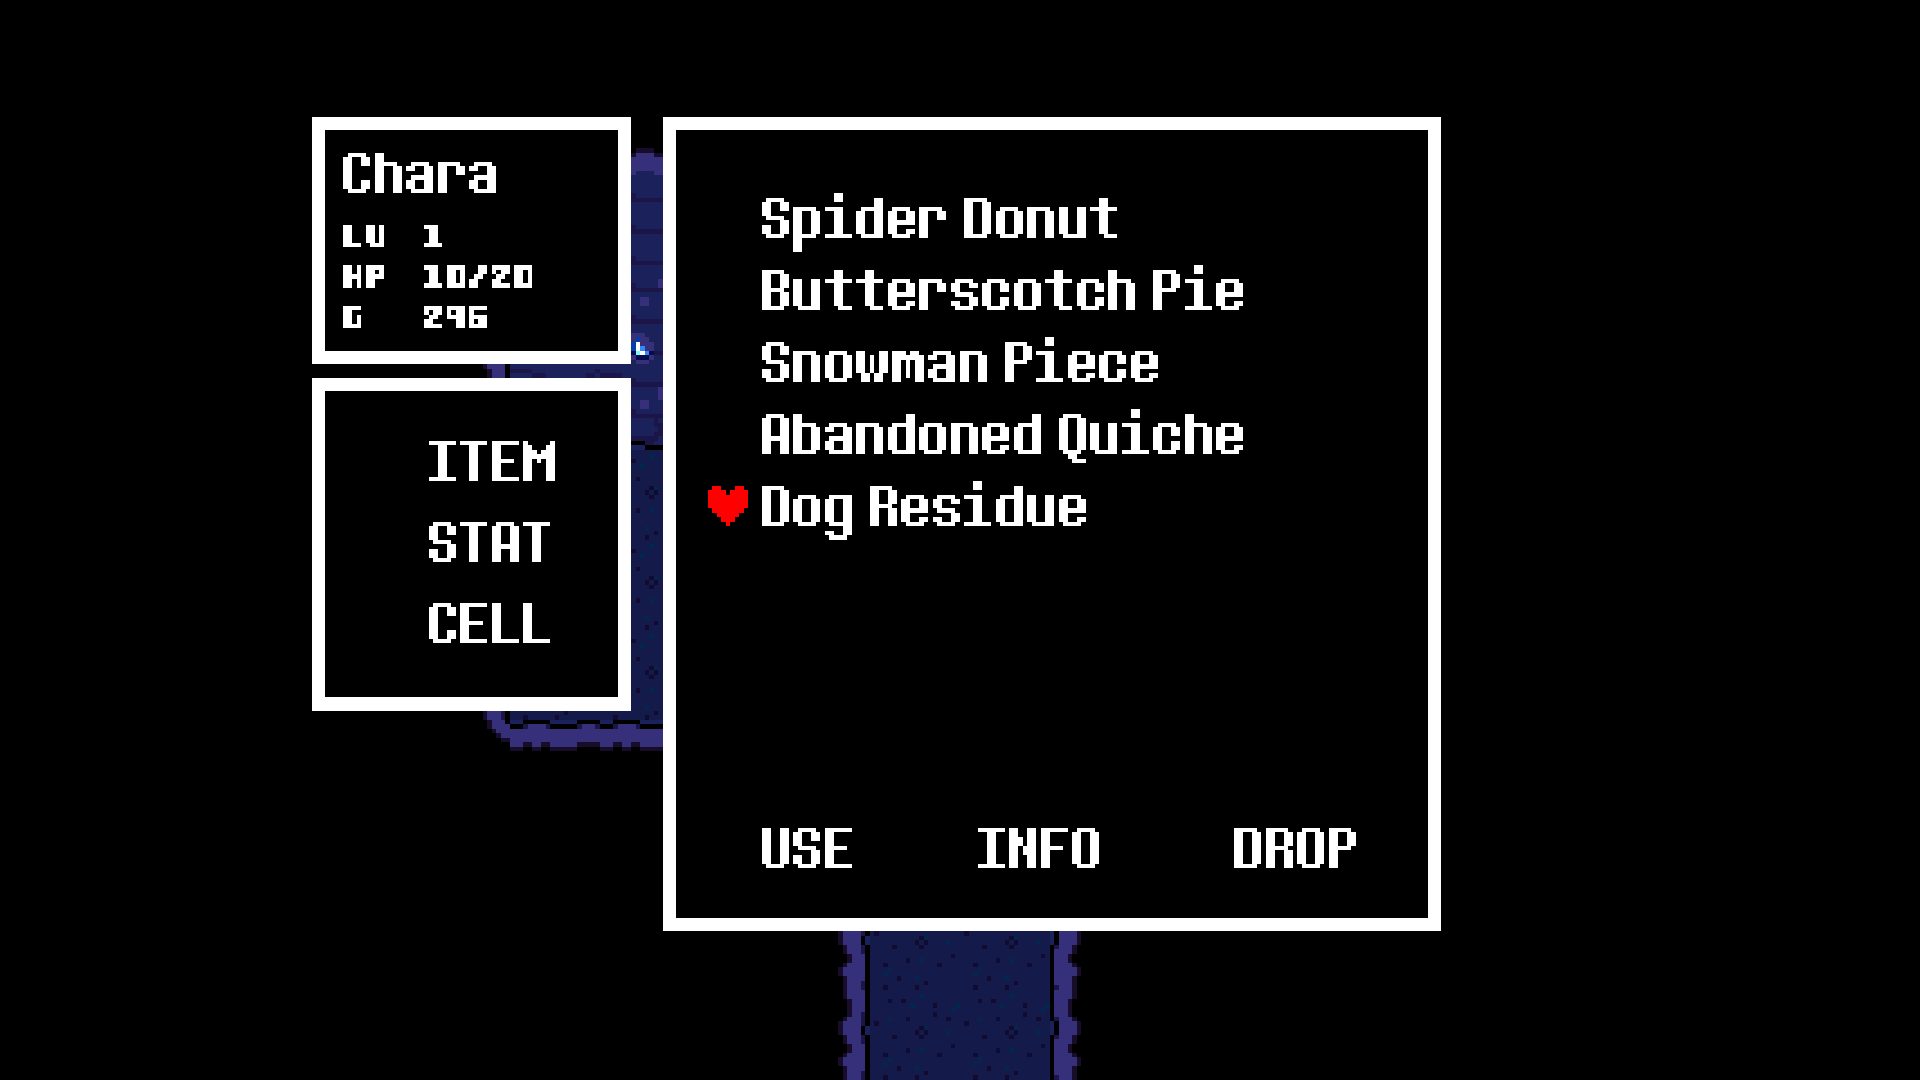 Chara
LV 1
HP 10/20
G 296
ITEM
STAT
CELL
Spider Donut
Butterscotch Pie
Snowman Piece
Abandoned Quiche
Dog Residue
USE INFO DROP